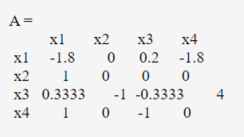 A =
x1 x2 x3 x4
x1 -1.8 0 0.2 -1.8
x2 1 0 0 0
x3 0.3333 -1 -0.3333 4
x4 1 0 -1 0